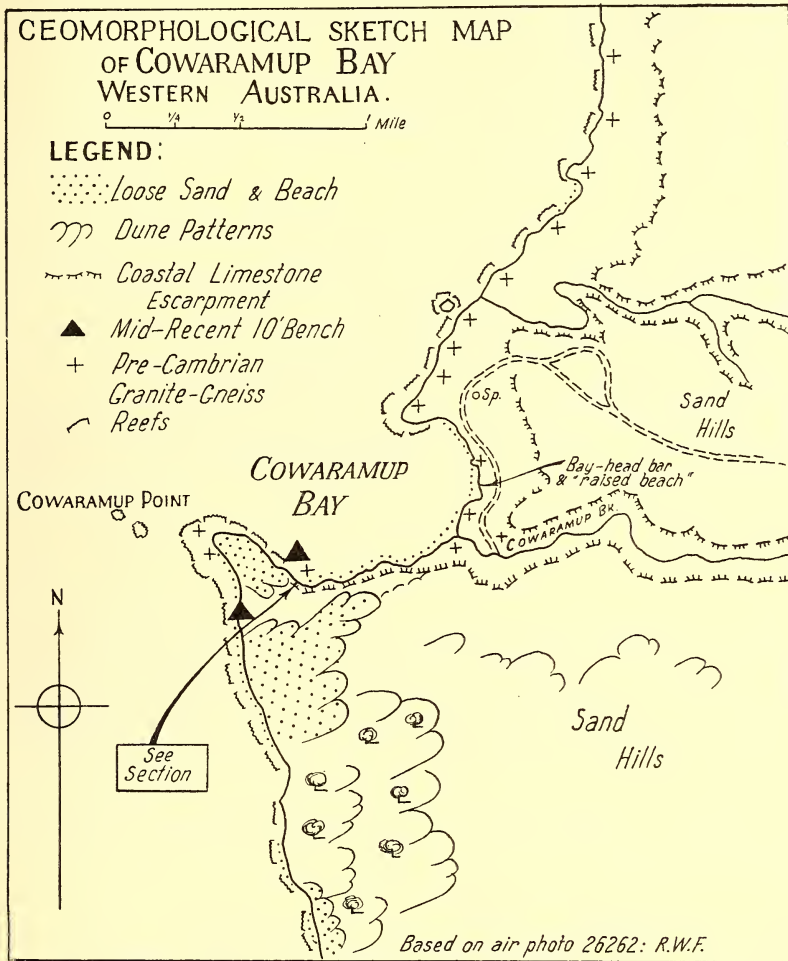 GEOMORPHOLOGICAL SKETCH MAP
OF COWARAMUP BAY
WESTERN AUSTRALIA.
0 1/4 1/2 1 Mile
LEGEND:
Loose Sand & Beach
Dune Patterns
Coastal Limestone
Escarpment
Mid-Recent 10' Bench
Pre-Cambrian
Granite-Gneiss
Reefs
Sp.
Sand
Hills
Bay-head bar
& "raised beach"
COWARAMUP
BAY
COWARAMUP POINT
COWARAMUP BK.
N
See
Section
Sand
Hills
Based on air photo 26262: R.W.F.